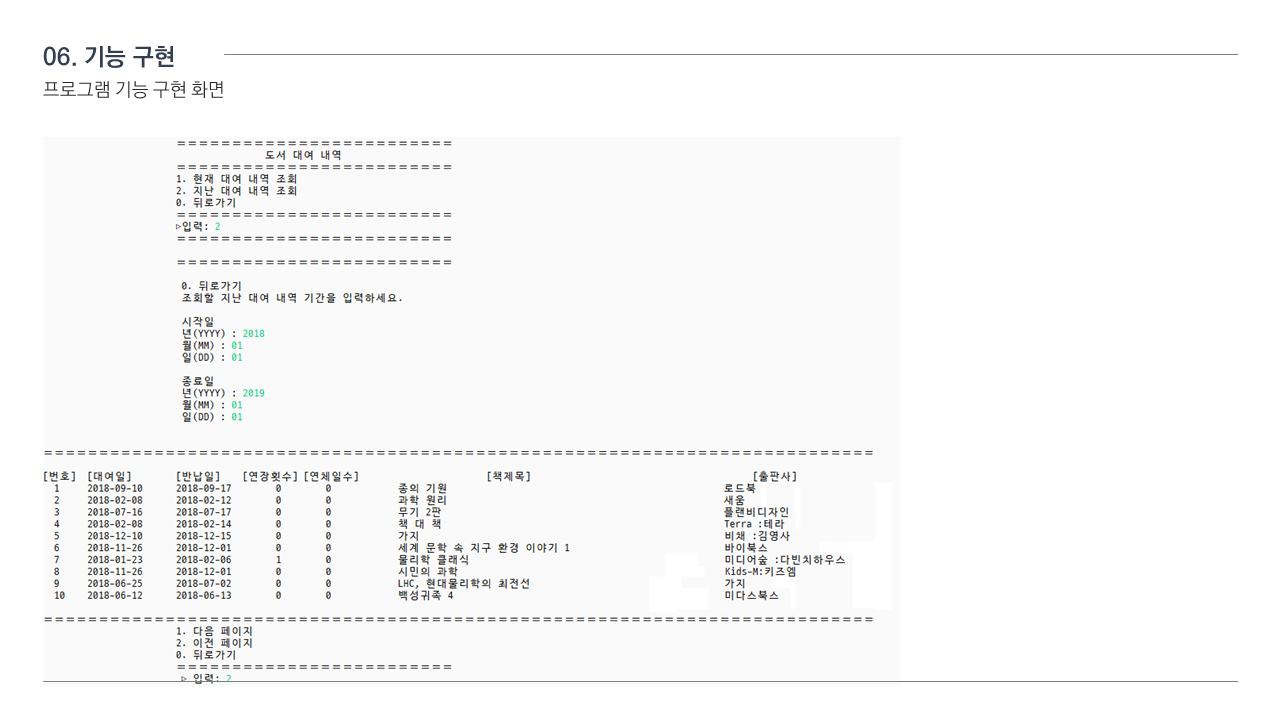 06. 기능 구현
프로그램 기능 구현 화면
=========================
도서 대여 내역
=========================
1. 현재 대여 내역 조회
2. 지난 대여 내역 조회
0. 뒤로가기
=========================
▷입력: 2
=========================
=========================
0. 뒤로가기
조회할 지난 대여 내역 기간을 입력하세요.
시작일
년(YYYY) : 2018
월(MM) : 01
일(DD) : 01
종료일
년(YYYY) : 2019
월(MM) : 01
일(DD) : 01
===========================================================================
[번호] [대여일] [반납일] [연장횟수] [연체일수] [책제목] [출판사]
1 2018-09-10 2018-09-17 0 0 종의 기원 로드북
2 2018-02-08 2018-02-12 0 0 과학 원리 새움
3 2018-07-16 2018-07-17 0 0 무기 2판 플랜비디자인
4 2018-02-08 2018-02-14 0 0 책 대 책 Terra :테라
5 2018-12-10 2018-12-15 0 0 가지 비채 :김영사
6 2018-11-26 2018-12-01 0 0 세계 문학 속 지구 환경 이야기 1 바이북스
7 2018-01-23 2018-02-06 1 0 물리학 클래식 미디어숲 :다빈치하우스
8 2018-11-26 2018-12-01 0 0 시민의 과학 Kids-M:키즈엠
9 2018-06-25 2018-07-02 0 0 LHC, 현대물리학의 최전선 가지
10 2018-06-12 2018-06-13 0 0 백성귀족 4 미다스북스
===========================================================================
1. 다음 페이지
2. 이전 페이지
0. 뒤로가기
=========================
▷ 입력: 2